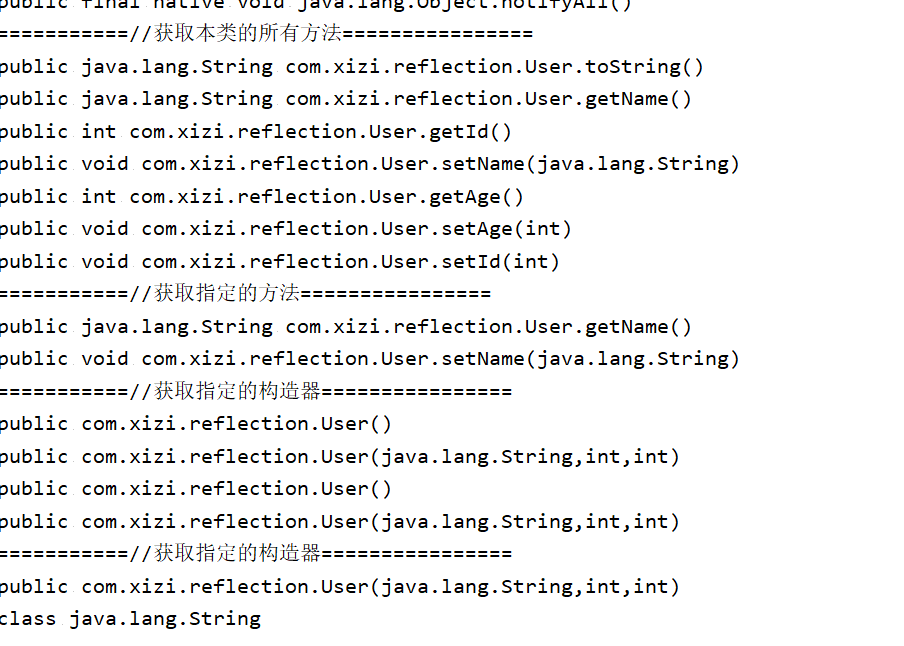 public final native void java.lang.Object.notifyAll()
===========//获取本类的所有方法================
public java.lang.String com.xizi.reflection.User.toString()
public java.lang.String com.xizi.reflection.User.getName()
public int com.xizi.reflection.User.getId()
public void com.xizi.reflection.User.setName(java.lang.String)
public int com.xizi.reflection.User.getAge()
public void com.xizi.reflection.User.setAge(int)
public void com.xizi.reflection.User.setId(int)
===========//获取指定的方法================
public java.lang.String com.xizi.reflection.User.getName()
public void com.xizi.reflection.User.setName(java.lang.String)
===========//获取指定的构造器================
public com.xizi.reflection.User()
public com.xizi.reflection.User(java.lang.String,int,int)
public com.xizi.reflection.User()
public com.xizi.reflection.User(java.lang.String,int,int)
===========//获取指定的构造器================
public com.xizi.reflection.User(java.lang.String,int,int)
class java.lang.String